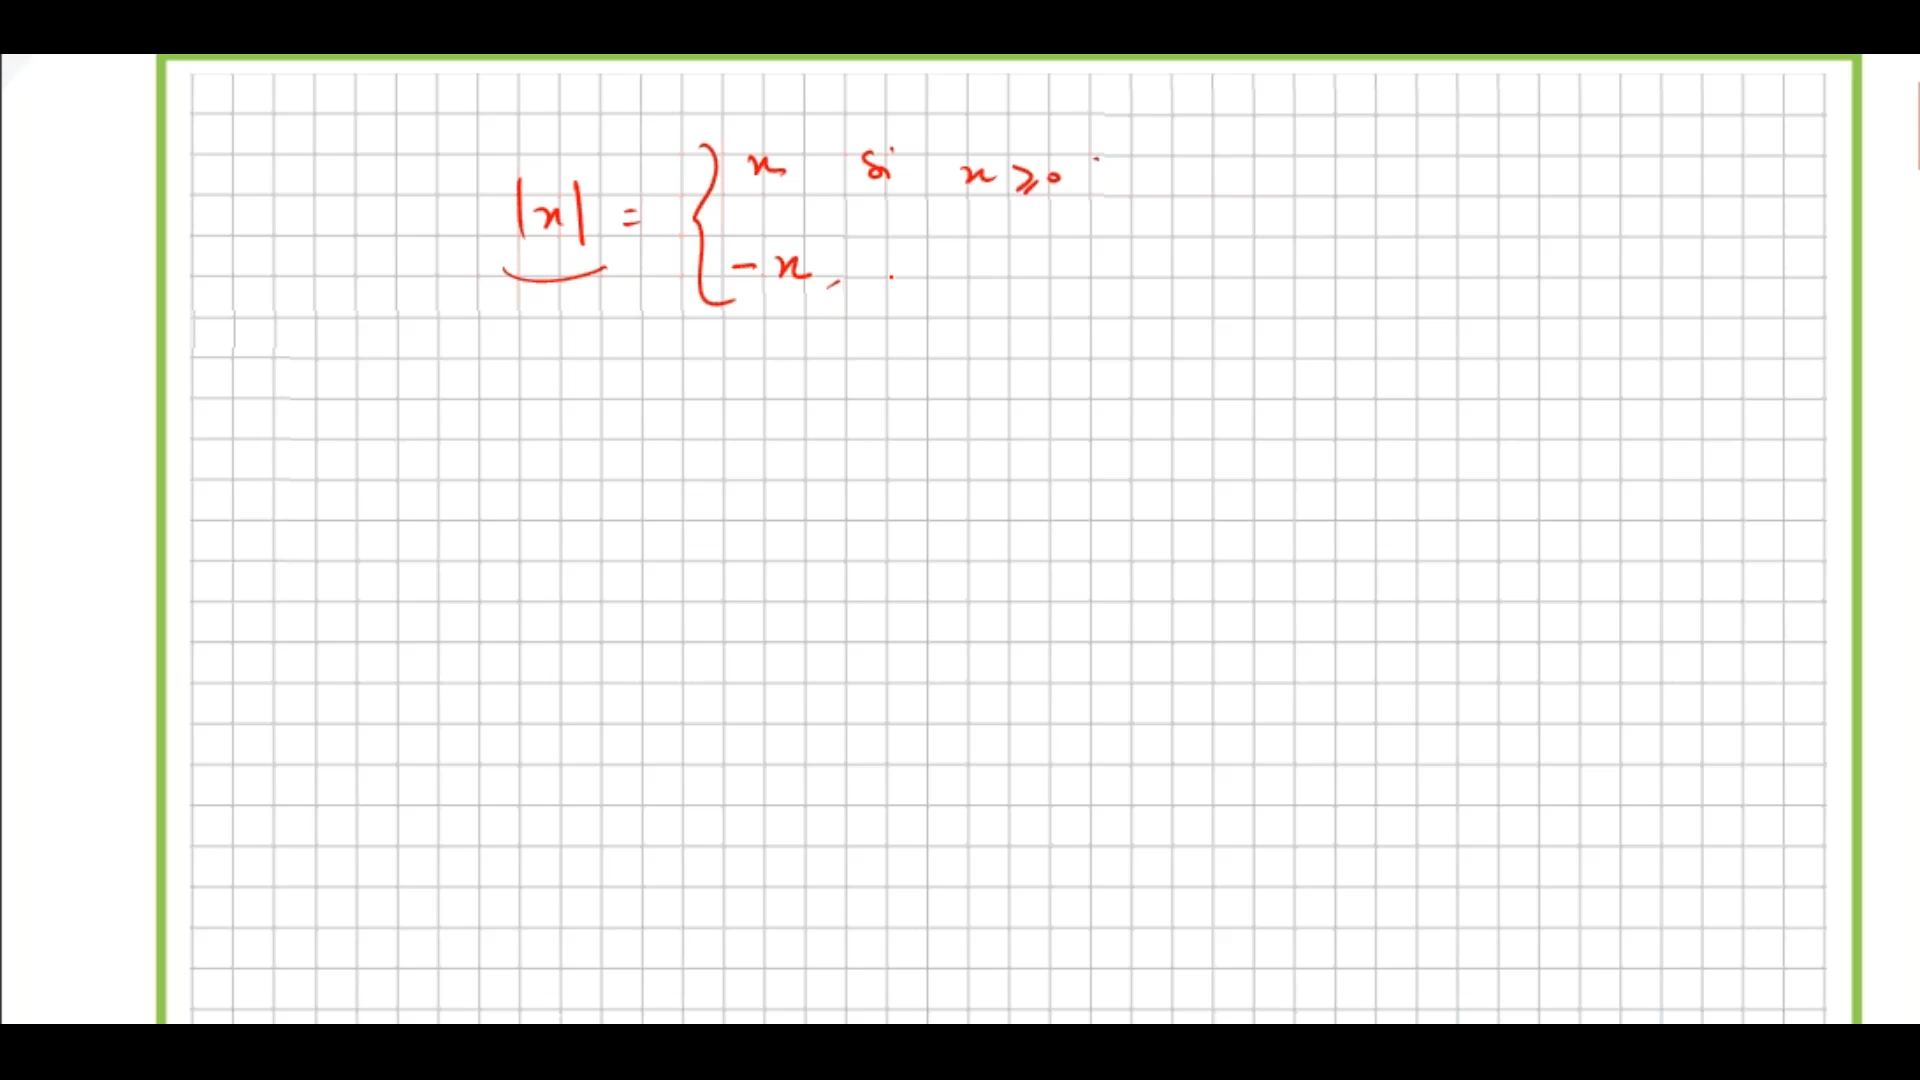 |x| = { x si x ⩾ 0
-x,